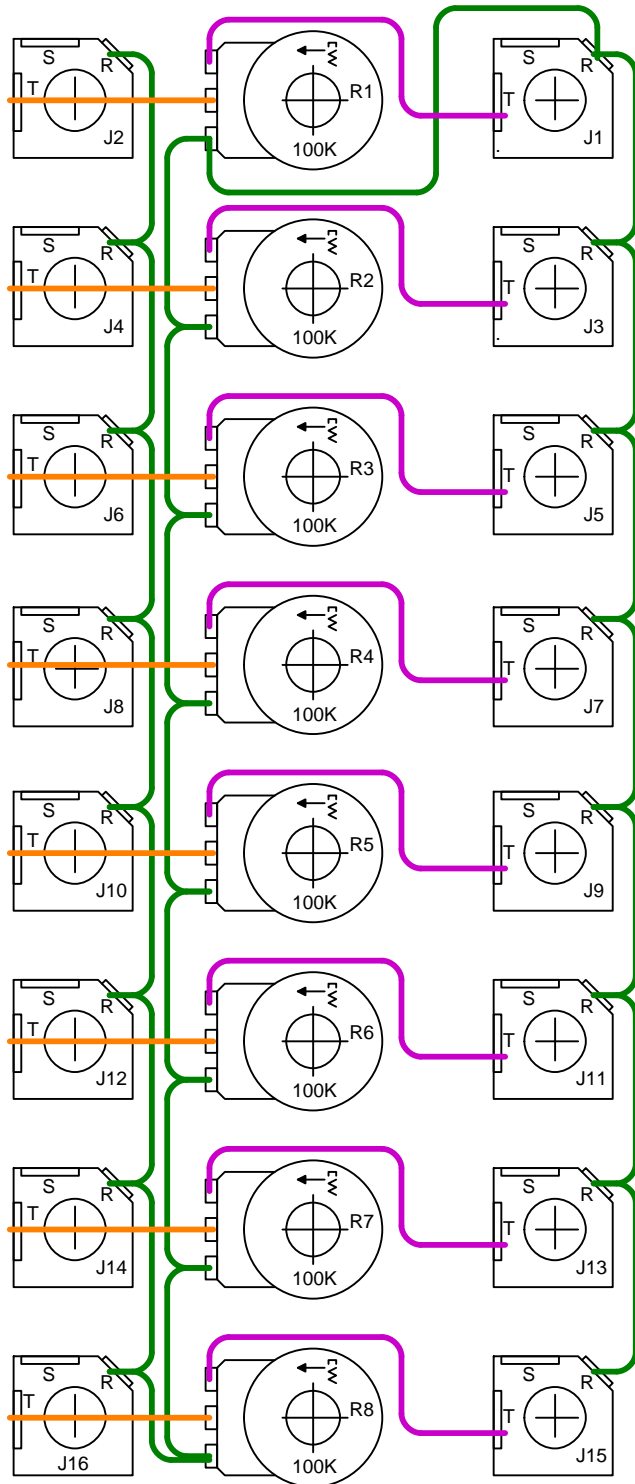 S R R1 S R
T T
J2 100K J1
S R R2 S R
T T
J4 100K J3
S R R3 S R
T T
J6 100K J5
S R R4 S R
T T
J8 100K J7
S R R5 S R
T T
J10 100K J9
S R R6 S R
T T
J12 100K J11
S R R7 S R
T T
J14 100K J13
S R R8 S R
T T
J16 100K J15